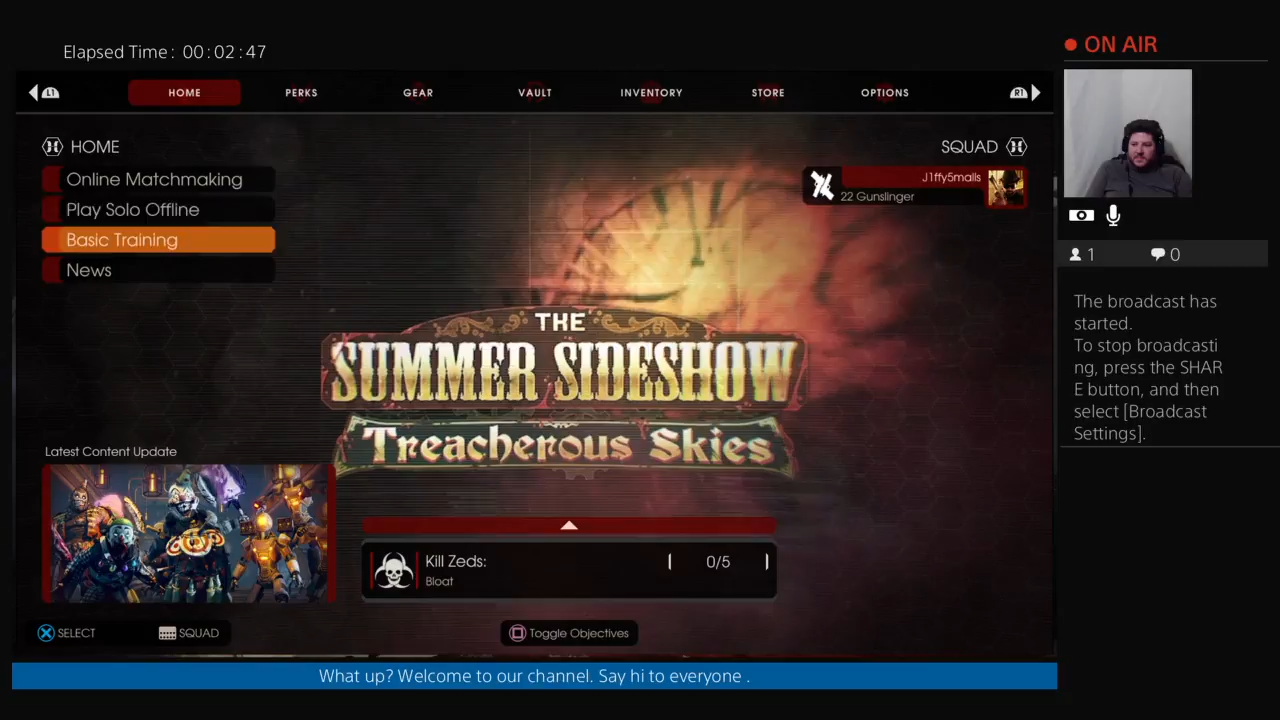 Elapsed Time: 00:02:47
ON AIR
L1
HOME
PERKS
GEAR
VAULT
INVENTORY
STORE
OPTIONS
R1
HOME
SQUAD
Online Matchmaking
J1ffy5malls
22 Gunslinger
Play Solo Offline
Basic Training
News
1
0
The broadcast has
started.
To stop broadcasti
ng, press the SHAR
E button, and then
select [Broadcast
Settings].
THE
SUMMER SIDESHOW
Treacherous Skies
Latest Content Update
Kill Zeds:
0/5
Bloat
SELECT
SQUAD
Toggle Objectives
What up? Welcome to our channel. Say hi to everyone .